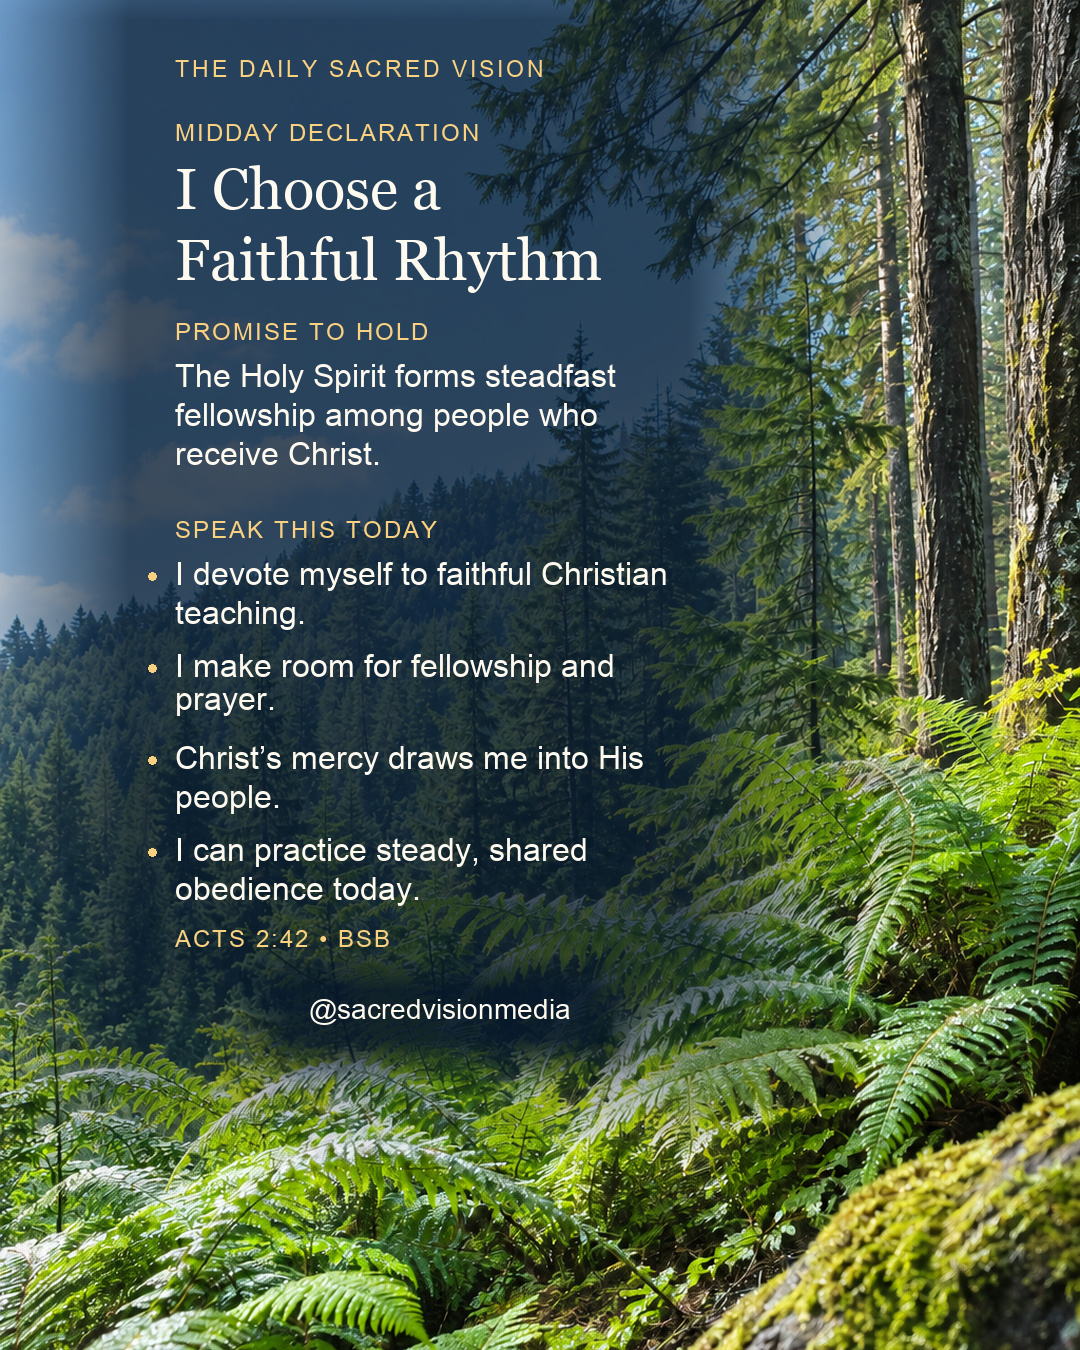 THE DAILY SACRED VISION
MIDDAY DECLARATION
I Choose a
Faithful Rhythm
PROMISE TO HOLD
The Holy Spirit forms steadfast
fellowship among people who
receive Christ.
SPEAK THIS TODAY
• I devote myself to faithful Christian
teaching.
• I make room for fellowship and
prayer.
• Christ’s mercy draws me into His
people.
• I can practice steady, shared
obedience today.
ACTS 2:42 • BSB
@sacredvisionmedia